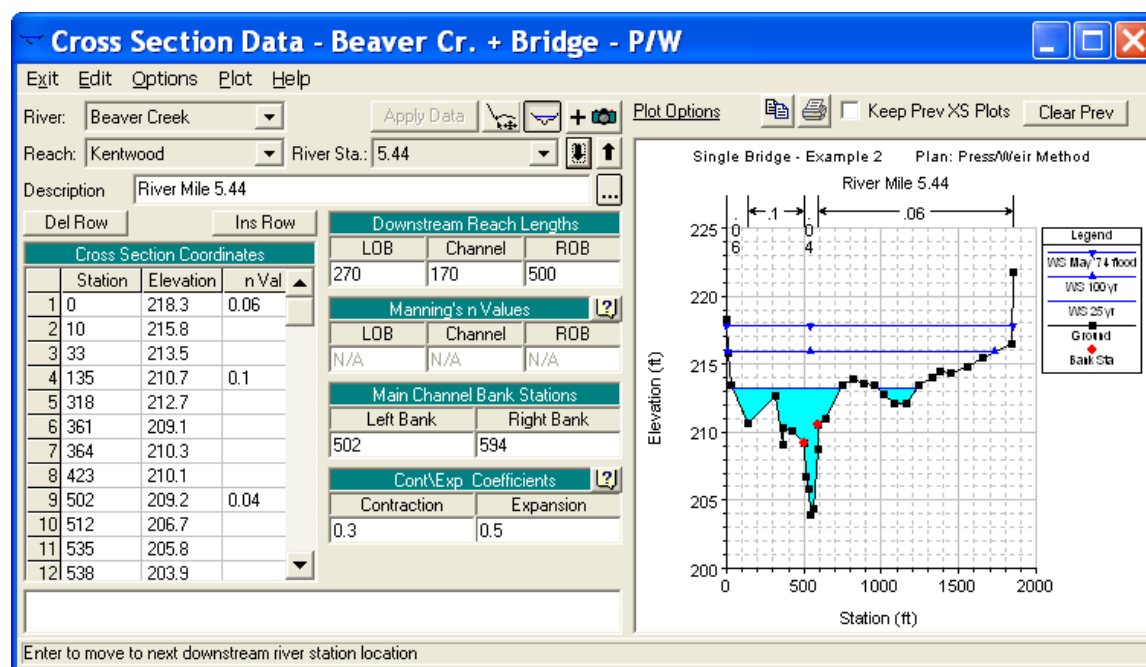 Cross Section Data - Beaver Cr. + Bridge - P/W
Exit Edit Options Plot Help
River: Beaver Creek Apply Data Plot Options Keep Prev XS Plots Clear Prev
Reach: Kentwood River Sta.: 5.44
Description River Mile 5.44 ...
Del Row Ins Row
Cross Section Coordinates
Station Elevation n Val
1 0 218.3 0.06
2 10 215.8
3 33 213.5
4 135 210.7 0.1
5 318 212.7
6 361 209.1
7 364 210.3
8 423 210.1
9 502 209.2 0.04
10 512 206.7
11 535 205.8
12 538 203.9
Downstream Reach Lengths
LOB Channel ROB
270 170 500
Manning's n Values
LOB Channel ROB
N/A N/A N/A
Main Channel Bank Stations
Left Bank Right Bank
502 594
Cont\Exp Coefficients
Contraction Expansion
0.3 0.5
Single Bridge - Example 2 Plan: Press/Weir Method
River Mile 5.44
.06 .1 .04 .06
225
220
215
210
205
200
Elevation (ft)
0 500 1000 1500 2000
Station (ft)
Legend
WS May '74 flood
WS 100 yr
WS 25 yr
Ground
Bank Sta
Enter to move to next downstream river station location